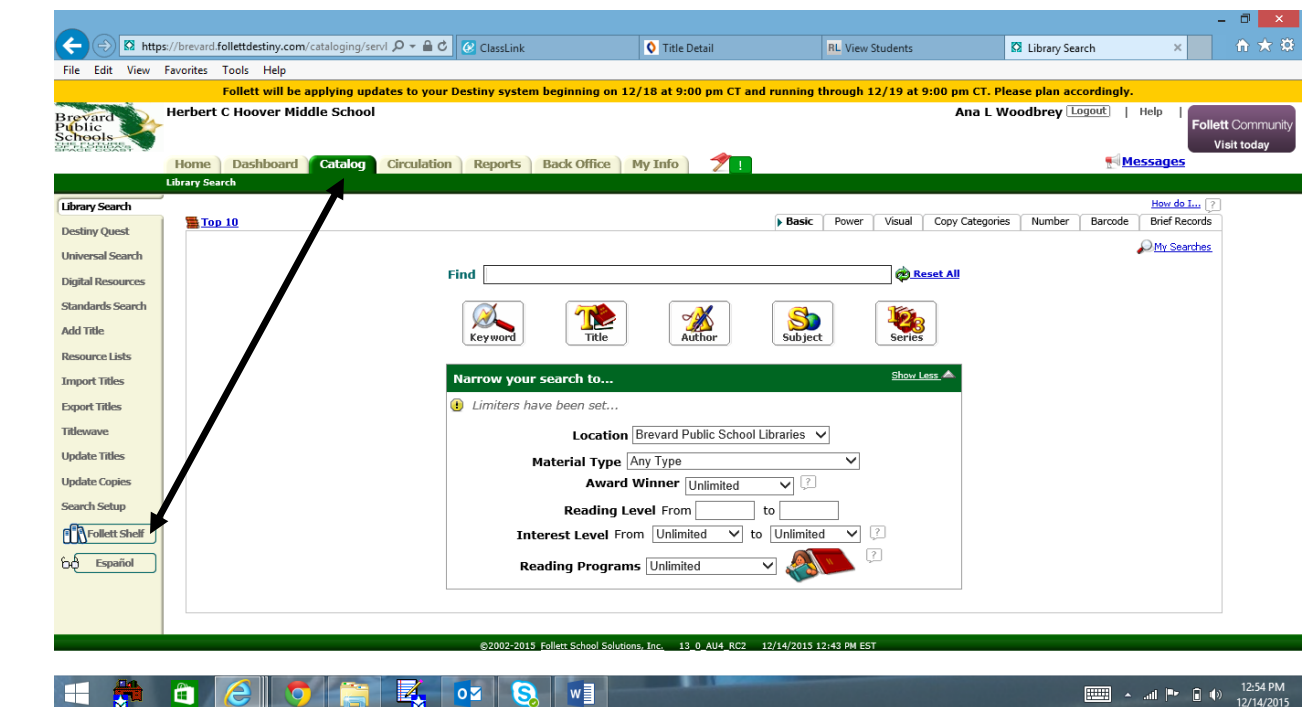 https://brevard.follettdestiny.com/cataloging/servl
ClassLink
Title Detail
RL View Students
Library Search
File Edit View Favorites Tools Help
Follett will be applying updates to your Destiny system beginning on 12/18 at 9:00 pm CT and running through 12/19 at 9:00 pm CT. Please plan accordingly.
Brevard
Public
Schools
THE FUTURE
OF FLORIDA'S
SPACE COAST
Herbert C Hoover Middle School
Ana L Woodbrey Logout | Help |
Follett Community
Visit today
Home Dashboard Catalog Circulation Reports Back Office My Info !
Messages
Library Search
Library Search
Destiny Quest
Universal Search
Digital Resources
Standards Search
Add Title
Resource Lists
Import Titles
Export Titles
Titlewave
Update Titles
Update Copies
Search Setup
Follett Shelf
Español
How do I... ?
Top 10
Basic Power Visual Copy Categories Number Barcode Brief Records
My Searches
Find
Reset All
Keyword Title Author Subject Series
Narrow your search to...
Show Less
Limiters have been set...
Location Brevard Public School Libraries
Material Type Any Type
Award Winner Unlimited ?
Reading Level From to
Interest Level From Unlimited to Unlimited ?
Reading Programs Unlimited ?
©2002-2015 Follett School Solutions, Inc. 13_0_AU4_RC2 12/14/2015 12:43 PM EST
12:54 PM
12/14/2015